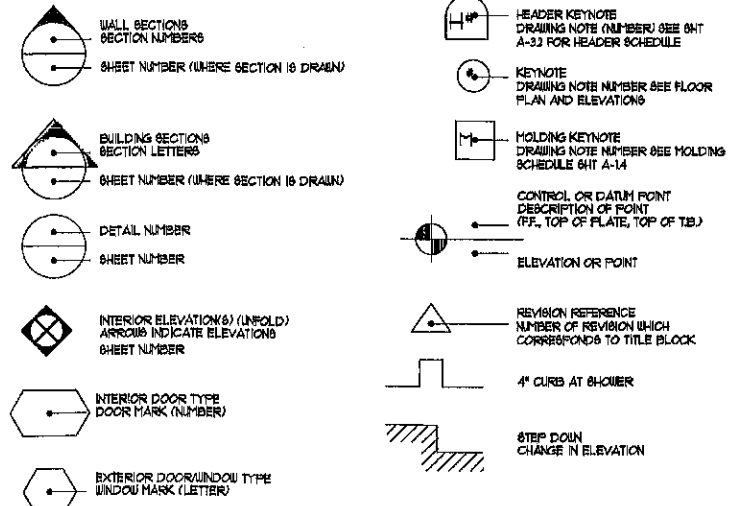 WALL SECTIONS
SECTION NUMBERS
SHEET NUMBER (WHERE SECTION IS DRAWN)
BUILDING SECTIONS
SECTION LETTERS
SHEET NUMBER (WHERE SECTION IS DRAWN)
DETAIL NUMBER
SHEET NUMBER
INTERIOR ELEVATION(S) (UNFOLD)
ARROWS INDICATE ELEVATIONS
SHEET NUMBER
INTERIOR DOOR TYPE
DOOR MARK (NUMBER)
EXTERIOR DOOR/WINDOW TYPE
WINDOW MARK (LETTER)
H#
HEADER KEYNOTE
DRAWING NOTE (NUMBER) SEE SHT
A-3.2 FOR HEADER SCHEDULE
#
KEYNOTE
DRAWING NOTE NUMBER SEE FLOOR
PLAN AND ELEVATIONS
M
MOLDING KEYNOTE
DRAWING NOTE NUMBER SEE MOLDING
SCHEDULE SHT A-1.4
CONTROL OR DATUM POINT
DESCRIPTION OF POINT
(F.F., TOP OF PLATE, TOP OF T.B.)
ELEVATION OR POINT
REVISION REFERENCE
NUMBER OF REVISION WHICH
CORRESPONDS TO TITLE BLOCK
4" CURB AT SHOWER
STEP DOWN
CHANGE IN ELEVATION